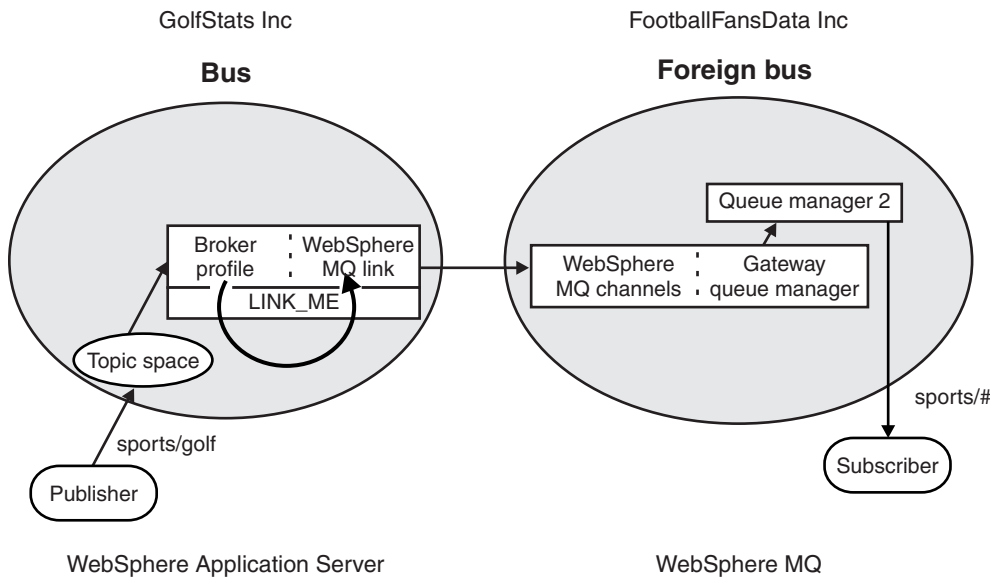 GolfStats Inc
FootballFansData Inc
Bus
Foreign bus
Queue manager 2
Broker
profile
WebSphere
MQ link
LINK_ME
WebSphere
MQ channels
Gateway
queue manager
Topic space
sports/golf
sports/#
Publisher
Subscriber
WebSphere Application Server
WebSphere MQ